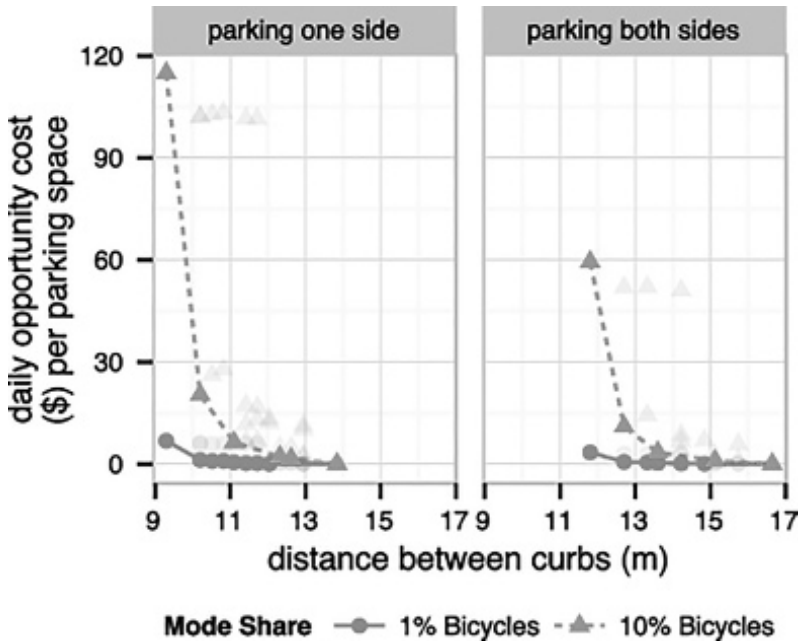 parking one side
parking both sides
daily opportunity cost
($) per parking space
120
90
60
30
0
9 11 13 15 17
9 11 13 15 17
distance between curbs (m)
Mode Share 1% Bicycles 10% Bicycles